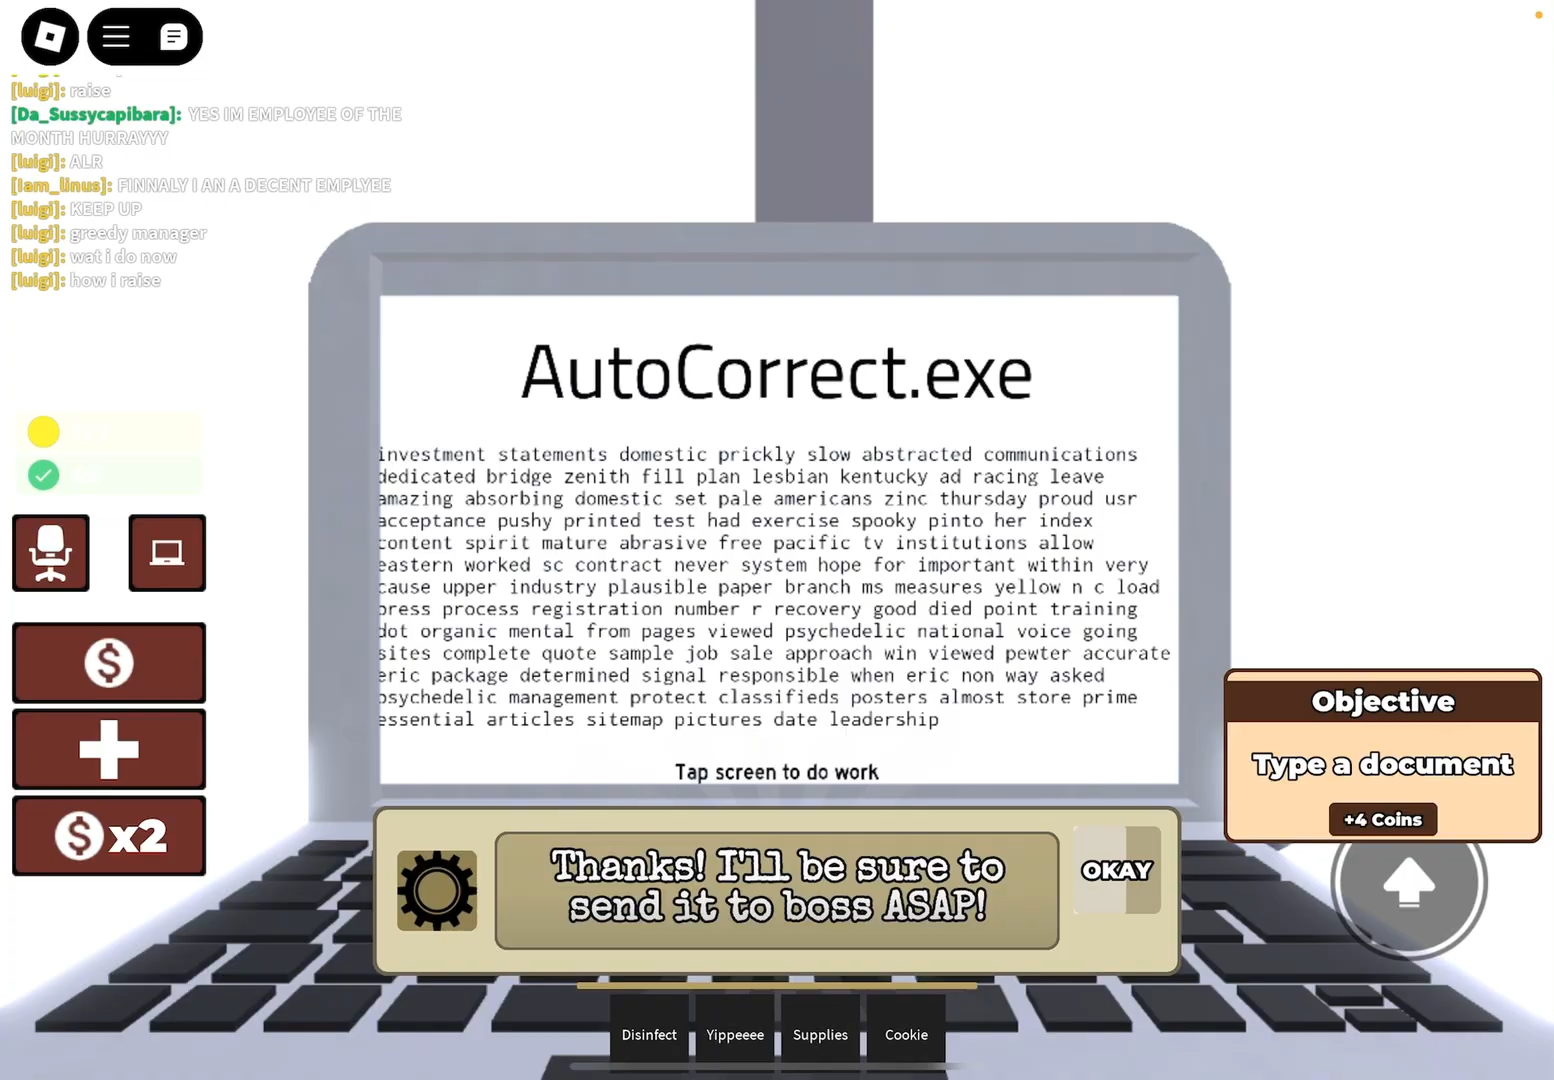 [luigi]: raise
[Da_Sussycapibara]: YES IM EMPLOYEE OF THE
MONTH HURRAYYY
[luigi]: ALR
[Iam_linus]: FINNALY I AN A DECENT EMPLYEE
[luigi]: KEEP UP
[luigi]: greedy manager
[luigi]: wat i do now
[luigi]: how i raise
AutoCorrect.exe
investment statements domestic prickly slow abstracted communications
dedicated bridge zenith fill plan lesbian kentucky ad racing leave
amazing absorbing domestic set pale americans zinc thursday proud usr
acceptance pushy printed test had exercise spooky pinto her index
content spirit mature abrasive free pacific tv institutions allow
eastern worked sc contract never system hope for important within very
cause upper industry plausible paper branch ms measures yellow n c load
press process registration number r recovery good died point training
dot organic mental from pages viewed psychedelic national voice going
sites complete quote sample job sale approach win viewed pewter accurate
eric package determined signal responsible when eric non way asked
psychedelic management protect classifieds posters almost store prime
essential articles sitemap pictures date leadership
Tap screen to do work
$
$x2
Objective
Type a document
+4 Coins
Thanks! I'll be sure to
send it to boss ASAP!
OKAY
Disinfect
Yippeeee
Supplies
Cookie